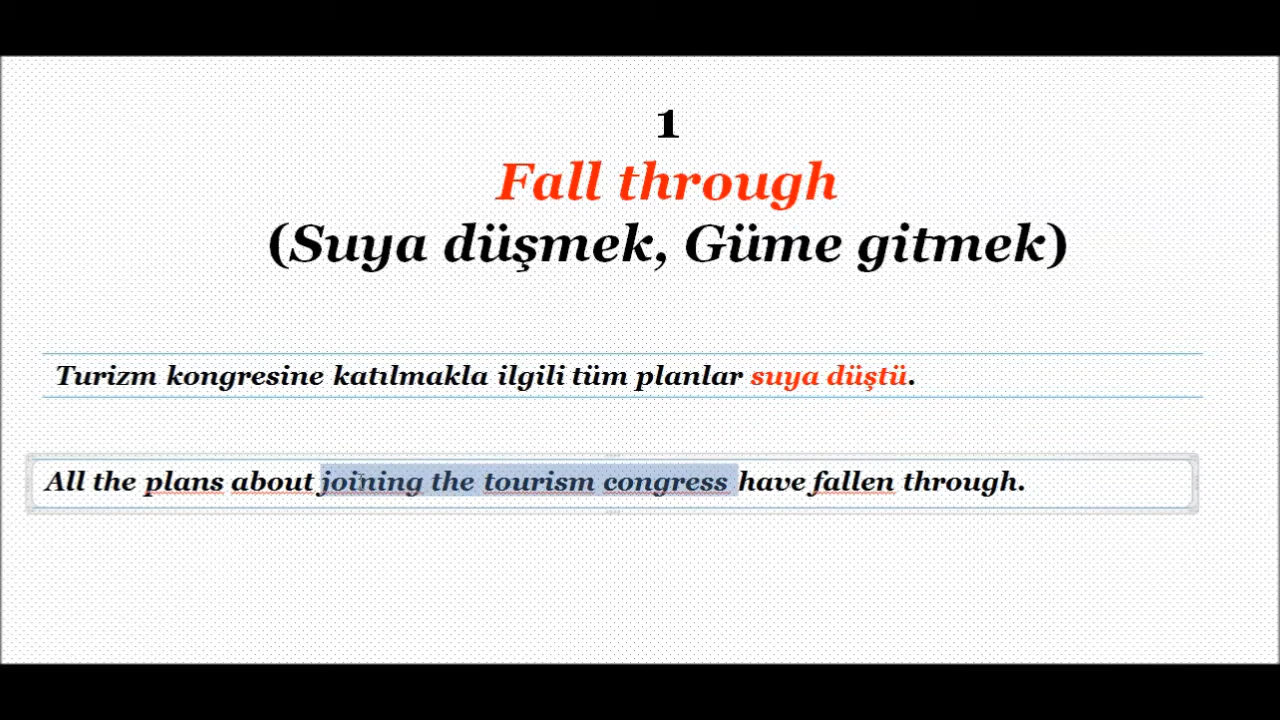 1
Fall through
(Suya düşmek, Güme gitmek)
Turizm kongresine katılmakla ilgili tüm planlar suya düştü.
All the plans about joining the tourism congress have fallen through.